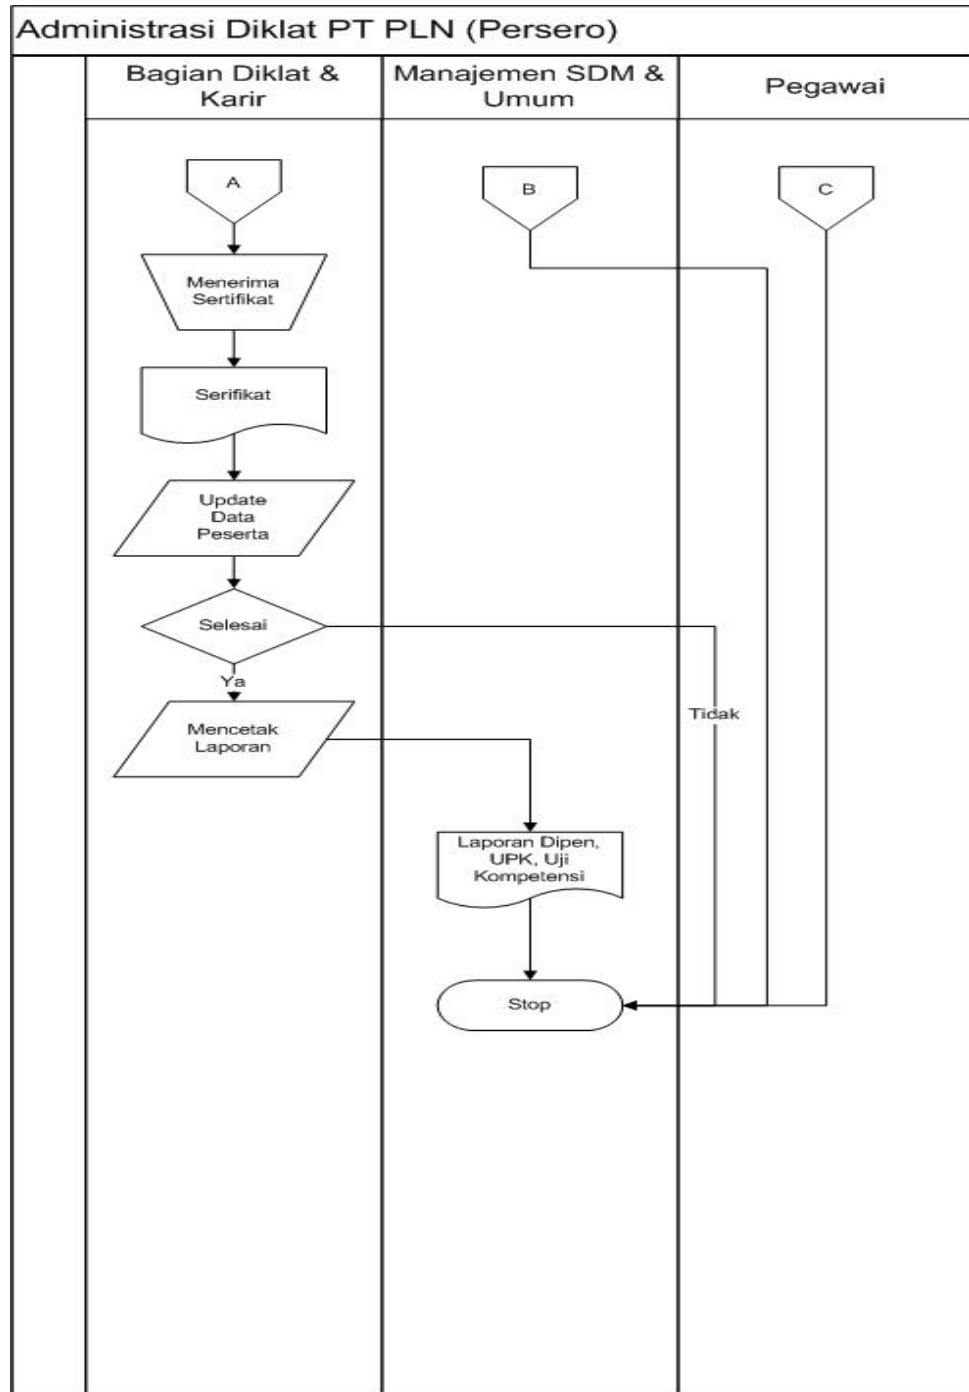 Administrasi Diklat PT PLN (Persero)
Bagian Diklat &
Karir
Manajemen SDM &
Umum
Pegawai
A
B
C
Menerima
Sertifikat
Serifikat
Update
Data
Peserta
Selesai
Ya
Tidak
Mencetak
Laporan
Laporan Dipen,
UPK, Uji
Kompetensi
Stop